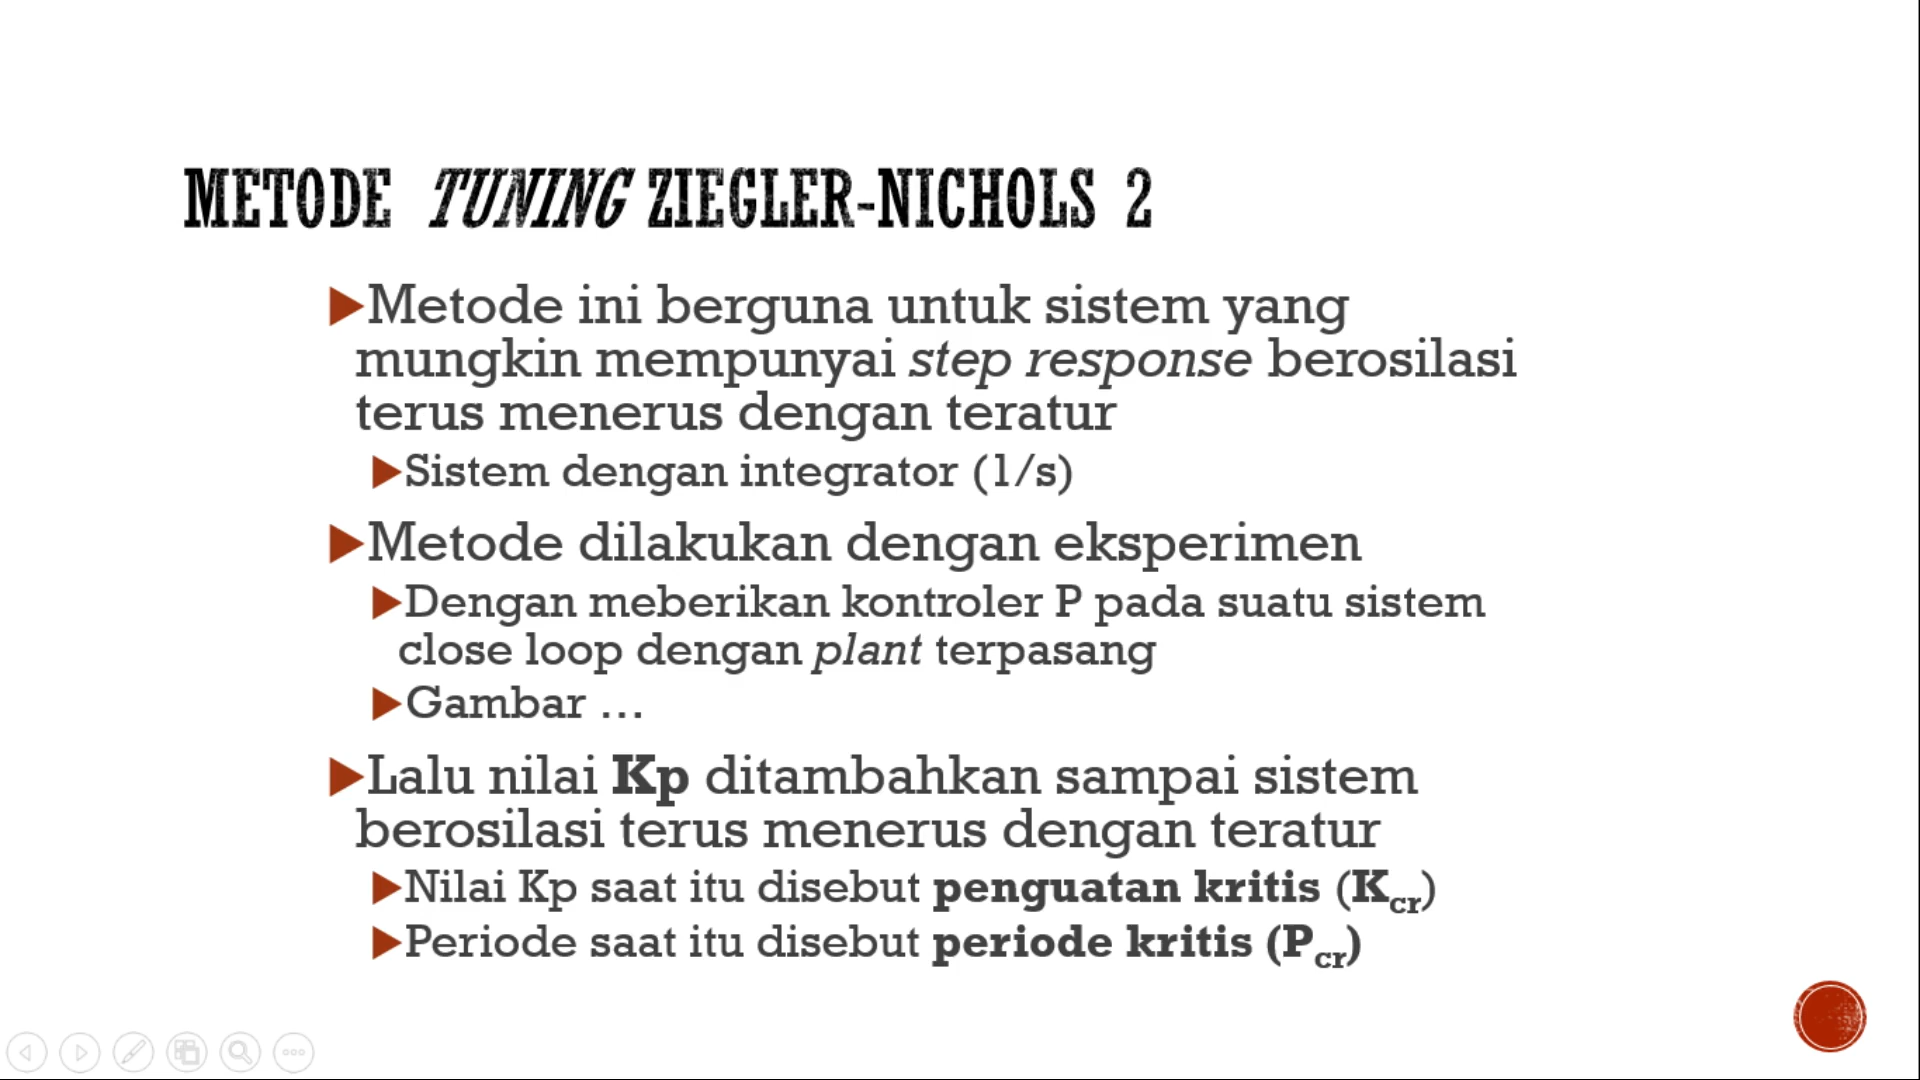 METODE TUNING ZIEGLER-NICHOLS 2
Metode ini berguna untuk sistem yang
mungkin mempunyai step response berosilasi
terus menerus dengan teratur
Sistem dengan integrator (1/s)
Metode dilakukan dengan eksperimen
Dengan meberikan kontroler P pada suatu sistem
close loop dengan plant terpasang
Gambar …
Lalu nilai Kp ditambahkan sampai sistem
berosilasi terus menerus dengan teratur
Nilai Kp saat itu disebut penguatan kritis (Kcr)
Periode saat itu disebut periode kritis (Pcr)